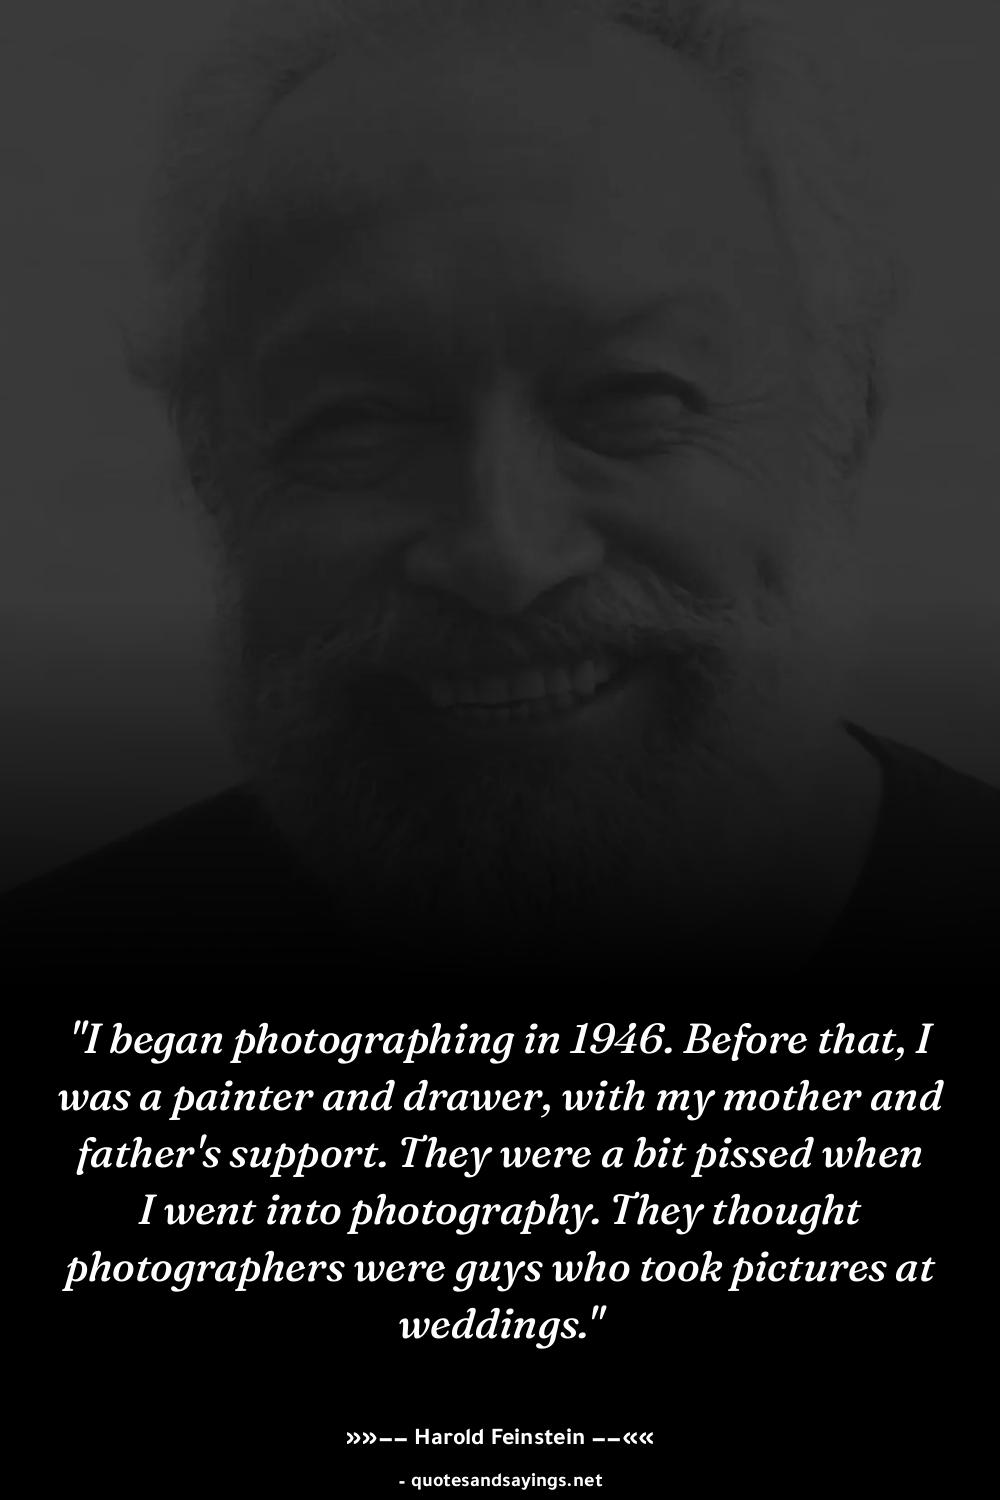 "I began photographing in 1946. Before that, I
was a painter and drawer, with my mother and
father's support. They were a bit pissed when
I went into photography. They thought
photographers were guys who took pictures at
weddings."
»»−− Harold Feinstein −−««
- quotesandsayings.net